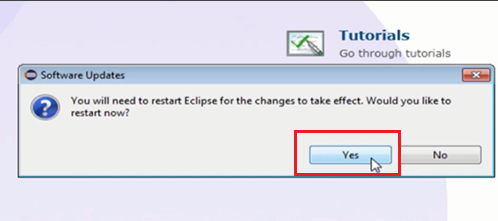 Tutorials
Go through tutorials
Software Updates
You will need to restart Eclipse for the changes to take effect. Would you like to
restart now?
Yes
No